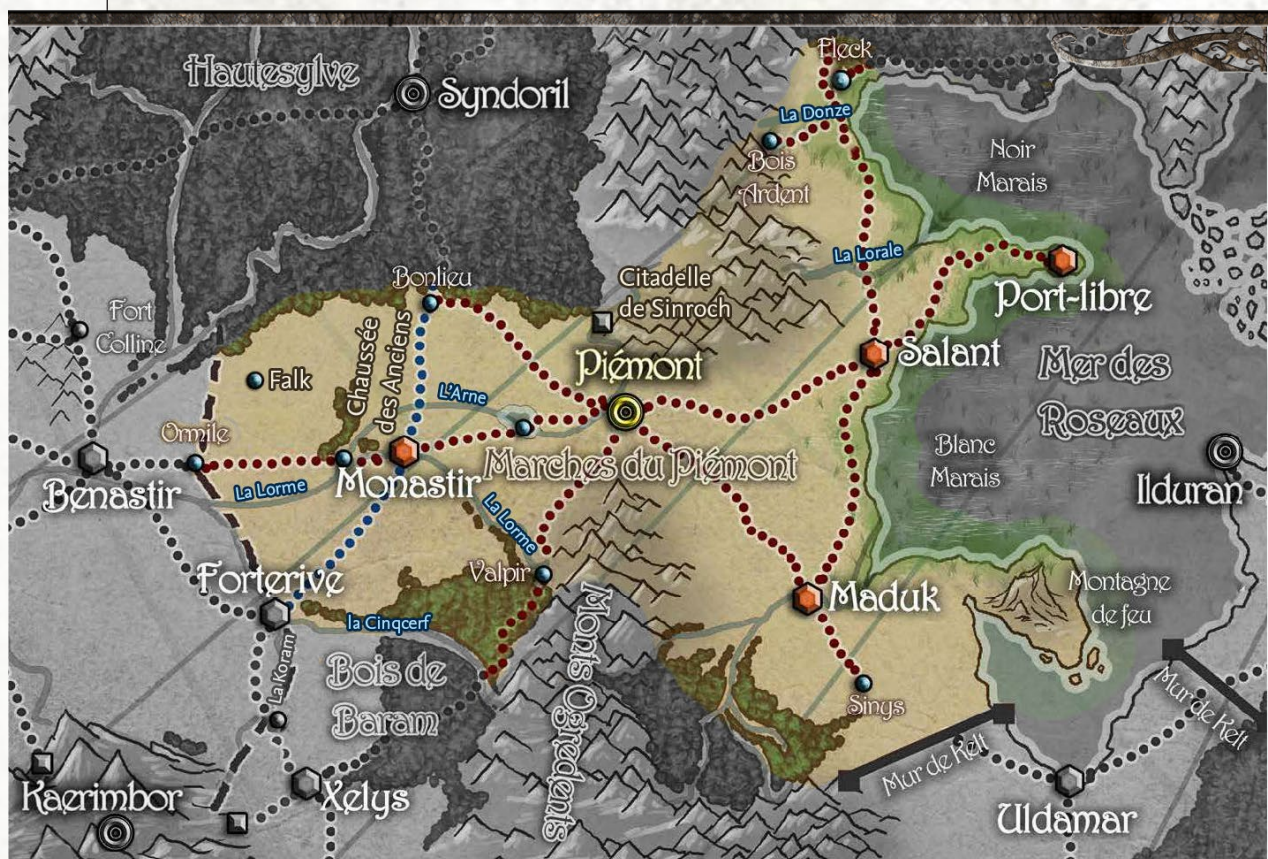 Fleck
Hautesylve
Syndoril
La Donze
Bois
Ardent
Noir
Marais
La Lorale
Bonlieu
Citadelle
de Sinroch
Port-libre
Fort
Colline
Chaussée
des Anciens
Piémont
Salant
Mer des
Roseaux
Falk
L'Arne
Ormile
Marches du Piémont
Blanc
Marais
Benastir
La Lorme
Monastir
La Lorme
Ilduran
Valpir
Forterive
Maduk
Montagne
de feu
la Cinqcerf
La Koram
Bois de
Baram
Monts Ogredents
Sinys
Mur de Kelt
Mur de Kelt
Kaerimbor
Xelys
Uldamar